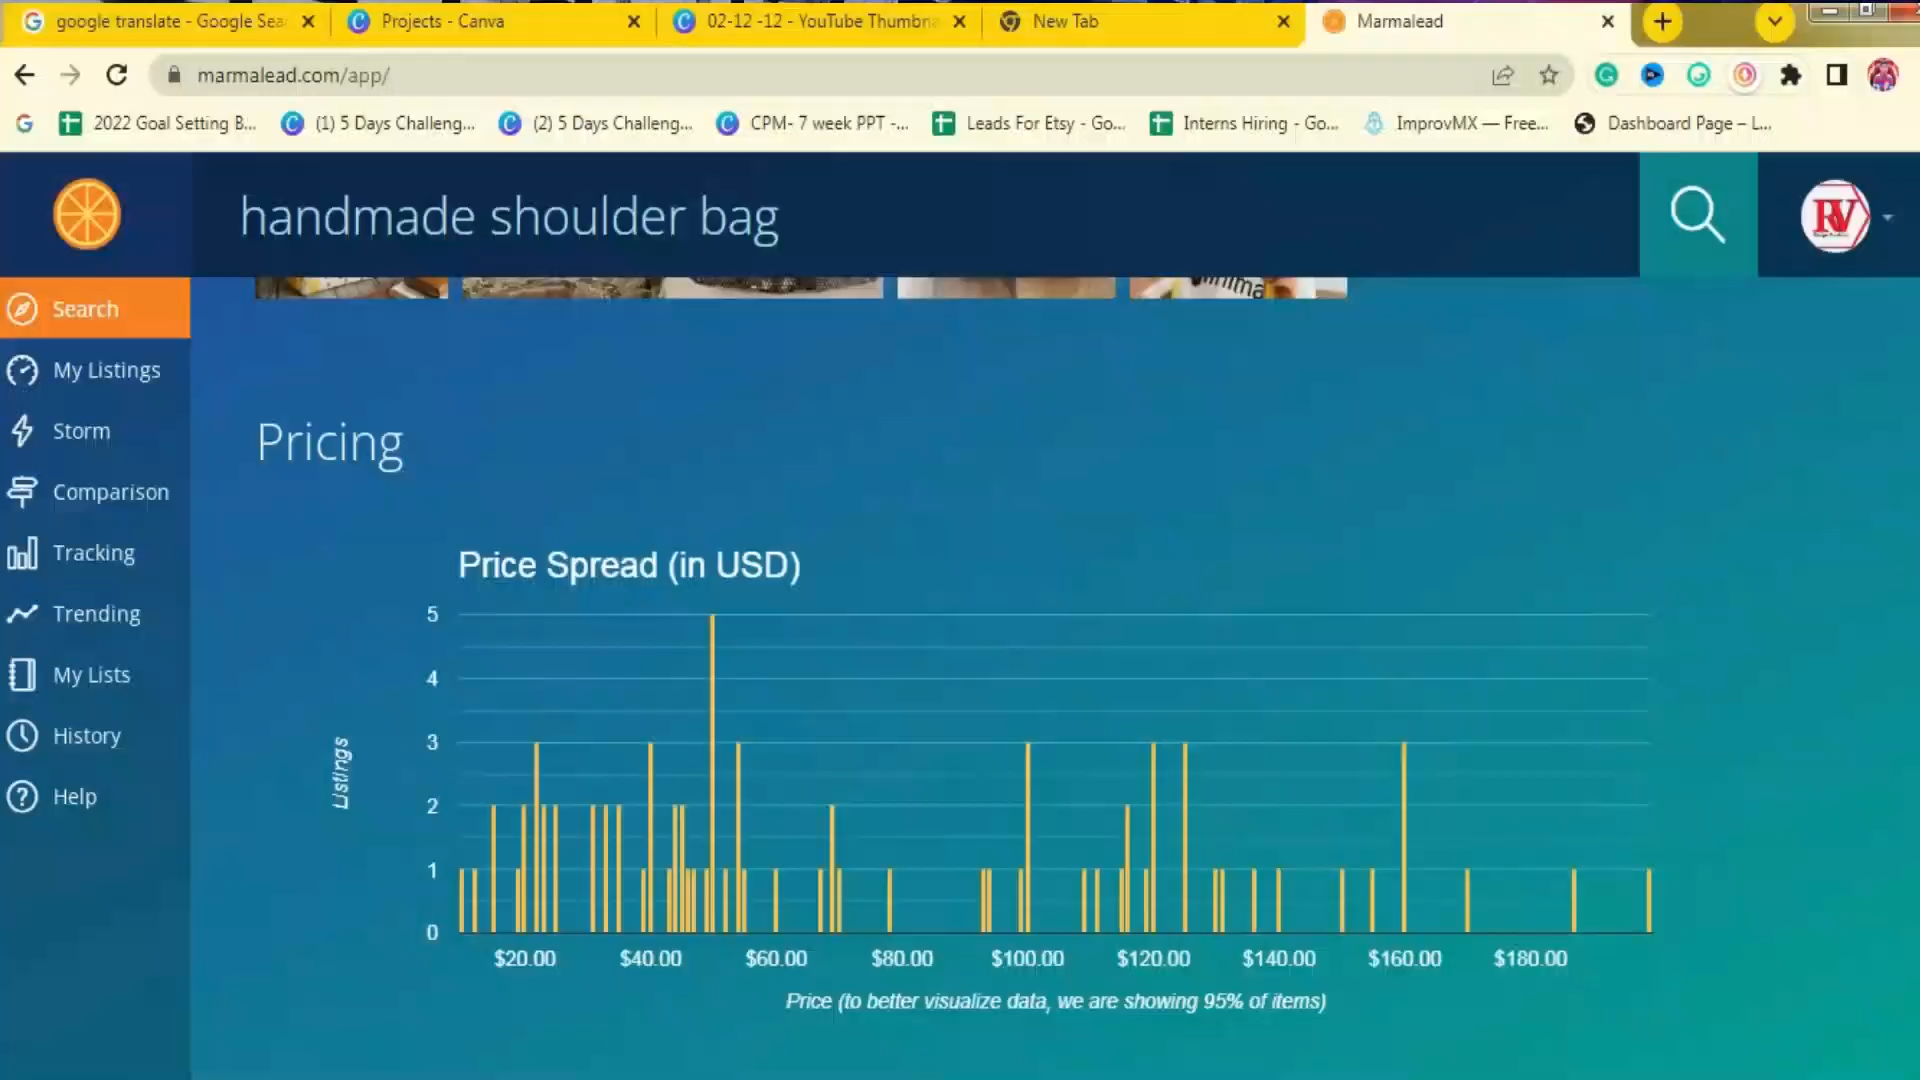 google translate - Google Sea
Projects - Canva
02-12 -12 - YouTube Thumbna
New Tab
Marmalead
marmalead.com/app/
2022 Goal Setting B...
(1) 5 Days Challeng...
(2) 5 Days Challeng...
CPM- 7 week PPT -...
Leads For Etsy - Go...
Interns Hiring - Go...
ImprovMX — Free...
Dashboard Page – L...
handmade shoulder bag
RV
Search
My Listings
Storm
Comparison
Tracking
Trending
My Lists
History
Help
Pricing
Price Spread (in USD)
5
4
3
2
1
0
Listings
$20.00 $40.00 $60.00 $80.00 $100.00 $120.00 $140.00 $160.00 $180.00
Price (to better visualize data, we are showing 95% of items)